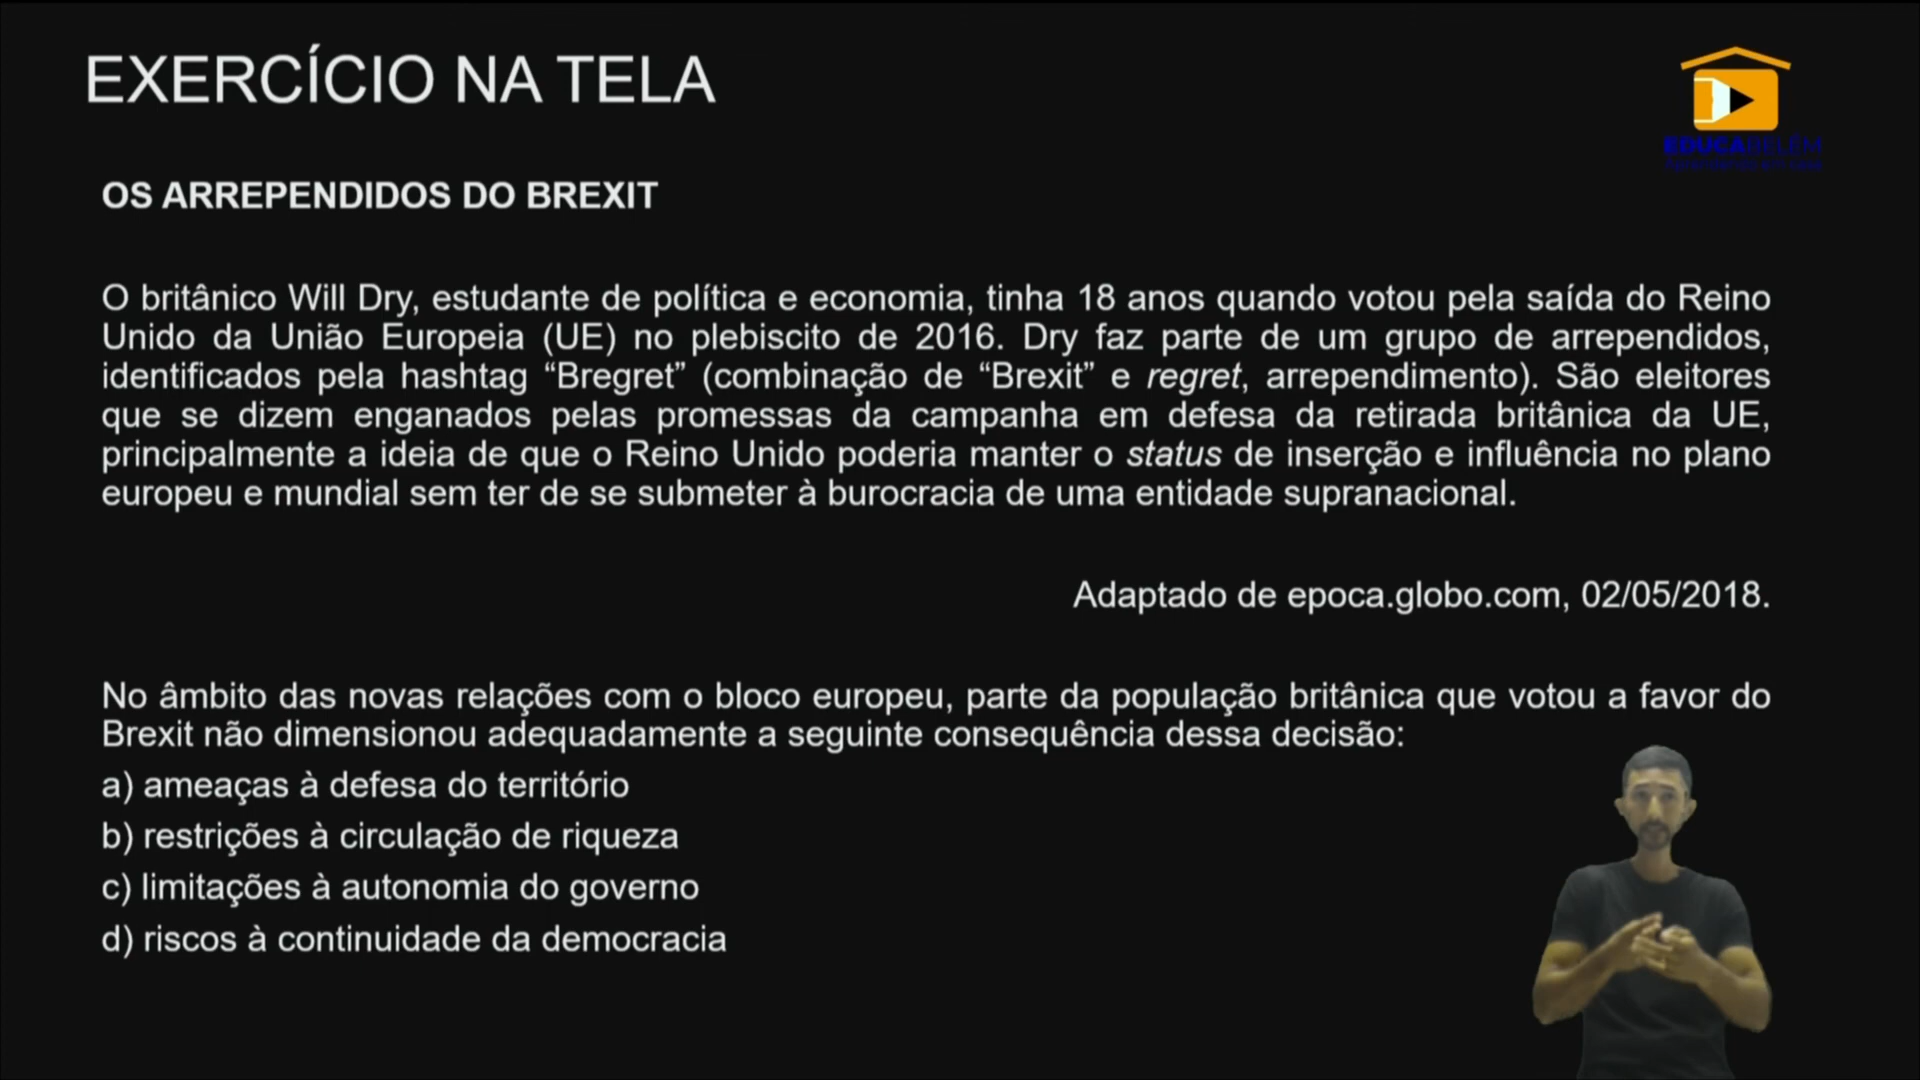 EXERCÍCIO NA TELA
EDUCABELÉM
OS ARREPENDIDOS DO BREXIT
O britânico Will Dry, estudante de política e economia, tinha 18 anos quando votou pela saída do Reino
Unido da União Europeia (UE) no plebiscito de 2016. Dry faz parte de um grupo de arrependidos,
identificados pela hashtag “Bregret” (combinação de “Brexit” e regret, arrependimento). São eleitores
que se dizem enganados pelas promessas da campanha em defesa da retirada britânica da UE,
principalmente a ideia de que o Reino Unido poderia manter o status de inserção e influência no plano
europeu e mundial sem ter de se submeter à burocracia de uma entidade supranacional.
Adaptado de epoca.globo.com, 02/05/2018.
No âmbito das novas relações com o bloco europeu, parte da população britânica que votou a favor do
Brexit não dimensionou adequadamente a seguinte consequência dessa decisão:
a) ameaças à defesa do território
b) restrições à circulação de riqueza
c) limitações à autonomia do governo
d) riscos à continuidade da democracia